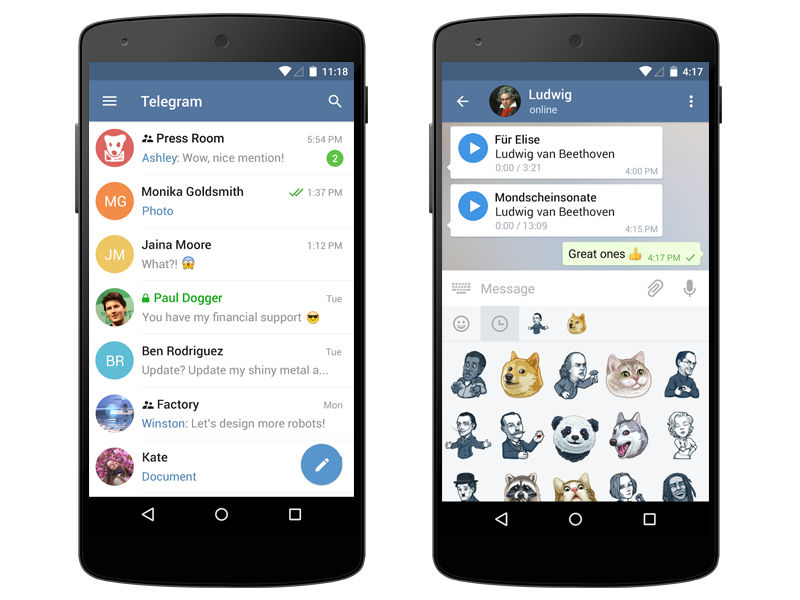 11:18
Telegram
Press Room 5:54 PM
Ashley: Wow, nice mention! 2
MG Monika Goldsmith 1:37 PM
Photo
JM Jaina Moore 1:12 PM
What?! 😱
Paul Dogger Tue
You have my financial support 😎
BR Ben Rodriguez Tue
Update? Update my shiny metal a...
Factory Mon
Winston: Let's design more robots!
Kate
Document
4:17
Ludwig
online
Für Elise
Ludwig van Beethoven
0:00 / 3:21 4:00 PM
Mondscheinsonate
Ludwig van Beethoven
0:00 / 13:09 4:15 PM
Great ones 👍 4:17 PM
Message